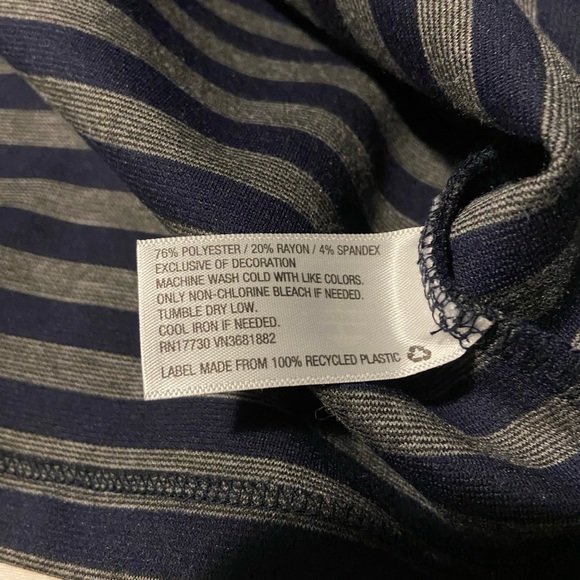 76% POLYESTER / 20% RAYON / 4% SPANDEX
EXCLUSIVE OF DECORATION
MACHINE WASH COLD WITH LIKE COLORS.
ONLY NON-CHLORINE BLEACH IF NEEDED.
TUMBLE DRY LOW.
COOL IRON IF NEEDED.
RN17730 VN3681882
LABEL MADE FROM 100% RECYCLED PLASTIC